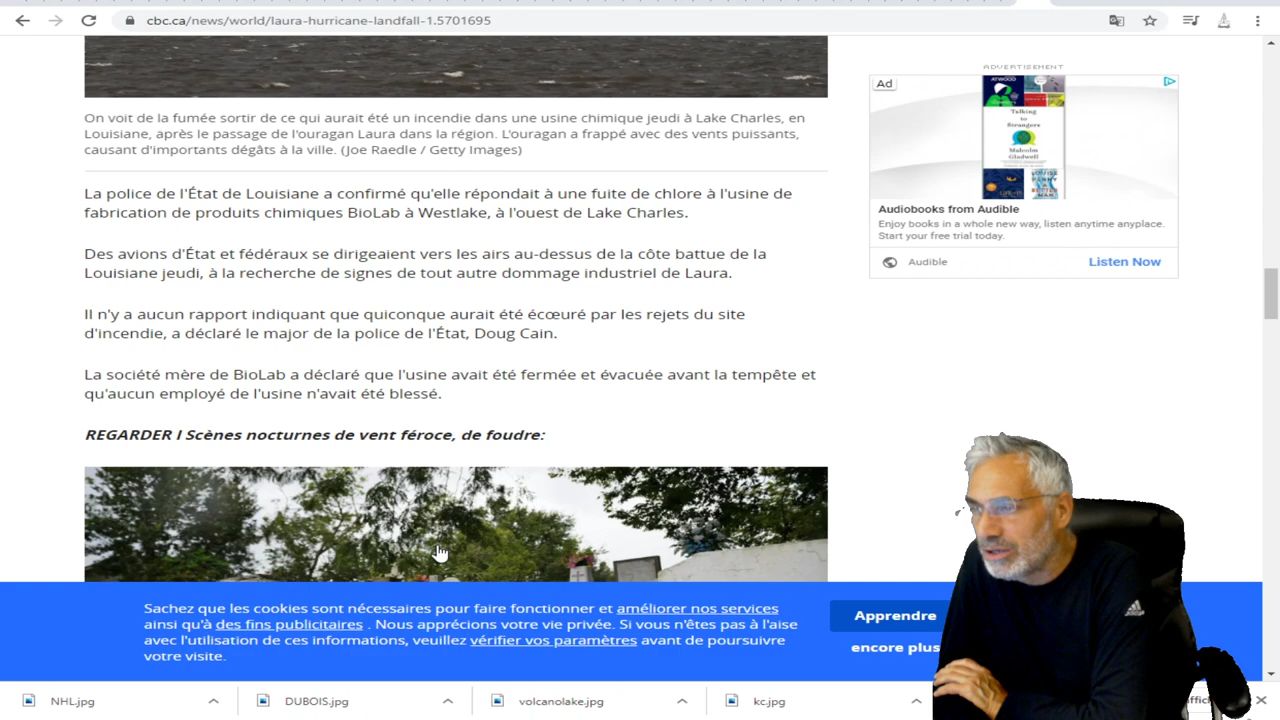 cbc.ca/news/world/laura-hurricane-landfall-1.5701695
On voit de la fumée sortir de ce qui aurait été un incendie dans une usine chimique jeudi à Lake Charles, en
Louisiane, après le passage de l'ouragan Laura dans la région. L'ouragan a frappé avec des vents puissants,
causant d'importants dégâts à la ville. (Joe Raedle / Getty Images)
La police de l'État de Louisiane a confirmé qu'elle répondait à une fuite de chlore à l'usine de
fabrication de produits chimiques BioLab à Westlake, à l'ouest de Lake Charles.
Des avions d'État et fédéraux se dirigeaient vers les airs au-dessus de la côte battue de la
Louisiane jeudi, à la recherche de signes de tout autre dommage industriel de Laura.
Il n'y a aucun rapport indiquant que quiconque aurait été écœuré par les rejets du site
d'incendie, a déclaré le major de la police de l'État, Doug Cain.
La société mère de BioLab a déclaré que l'usine avait été fermée et évacuée avant la tempête et
qu'aucun employé de l'usine n'avait été blessé.
REGARDER l Scènes nocturnes de vent féroce, de foudre:
ADVERTISEMENT
Ad
ATWOOD
Talking
to
Strangers
Malcolm
Gladwell
LOUISE
PENNY
A
BETTER
MAN
Audiobooks from Audible
Enjoy books in a whole new way, listen anytime anyplace.
Start your free trial today.
Audible
Listen Now
Sachez que les cookies sont nécessaires pour faire fonctionner et améliorer nos services
ainsi qu'à des fins publicitaires . Nous apprécions votre vie privée. Si vous n'êtes pas à l'aise
avec l'utilisation de ces informations, veuillez vérifier vos paramètres avant de poursuivre
votre visite.
Apprendre
encore plus
NHL.jpg
DUBOIS.jpg
volcanolake.jpg
kc.jpg